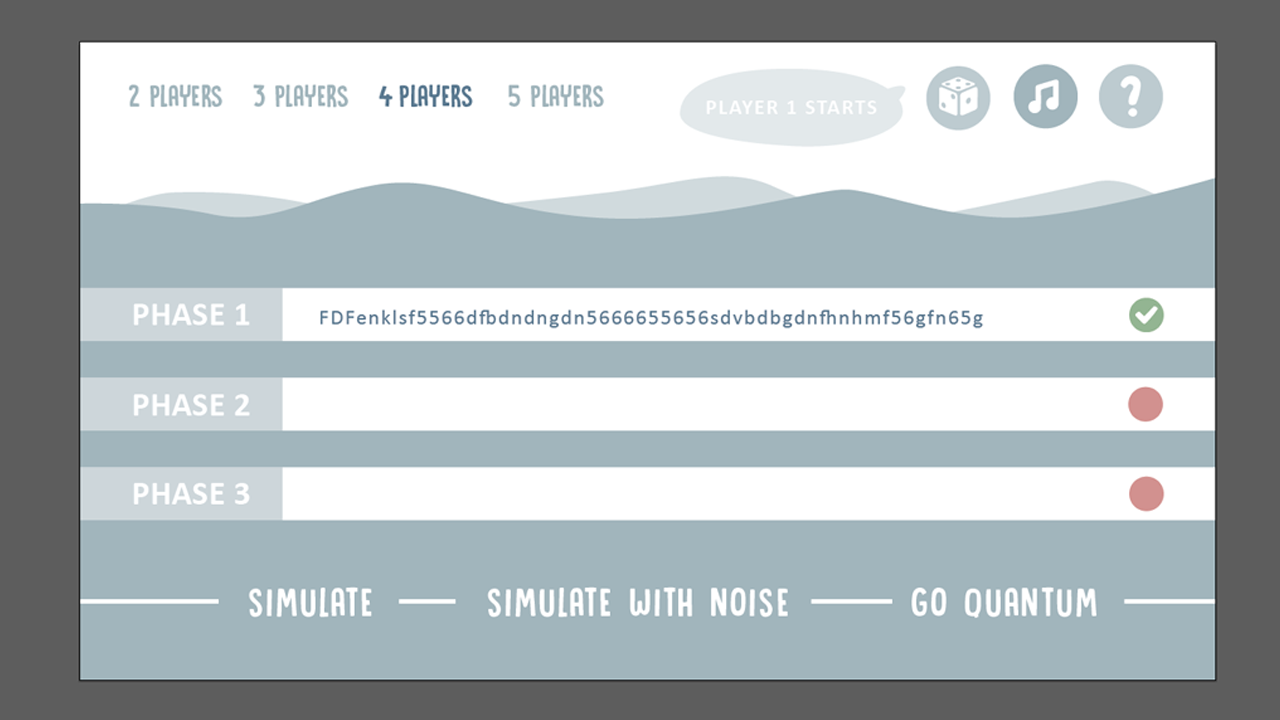 2 PLAYERS 3 PLAYERS 4 PLAYERS 5 PLAYERS
PLAYER 1 STARTS
PHASE 1 FDFenklsf5566dfbdndngdn5666655656sdvbdbgdnfhnhmf56gfn65g
PHASE 2
PHASE 3
SIMULATE SIMULATE WITH NOISE GO QUANTUM